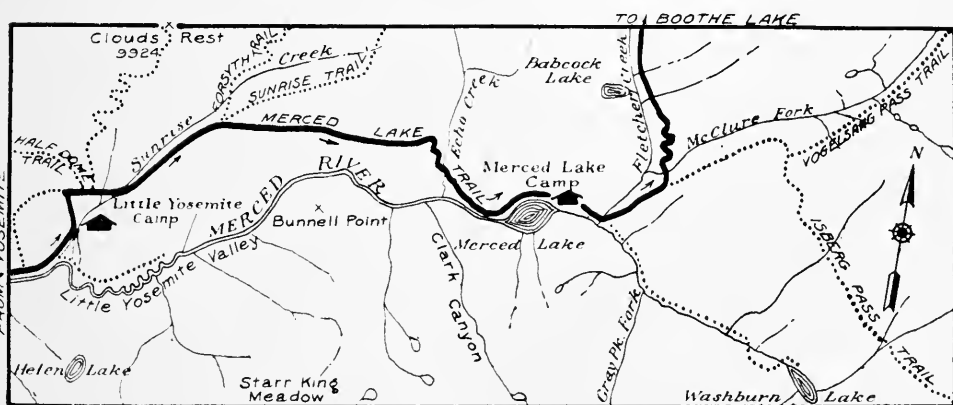 TO BOOTHE LAKE
Clouds Rest
9924
FORSYTH TRAIL
Creek
SUNRISE TRAIL
Sunrise
Echo Creek
Babcock
Lake
Fletcher Creek
McClure Fork
VOGELSANG PASS TRAIL
HALF DOME
TRAIL
MERCED LAKE TRAIL
Merced Lake
Camp
N
FROM YOSEMITE
Little Yosemite
Camp
MERCED RIVER
Bunnell Point
Merced Lake
Little Yosemite Valley
Clark Canyon
ISBERG PASS TRAIL
Gray Pk. Fork
Helen Lake
Starr King
Meadow
Washburn Lake